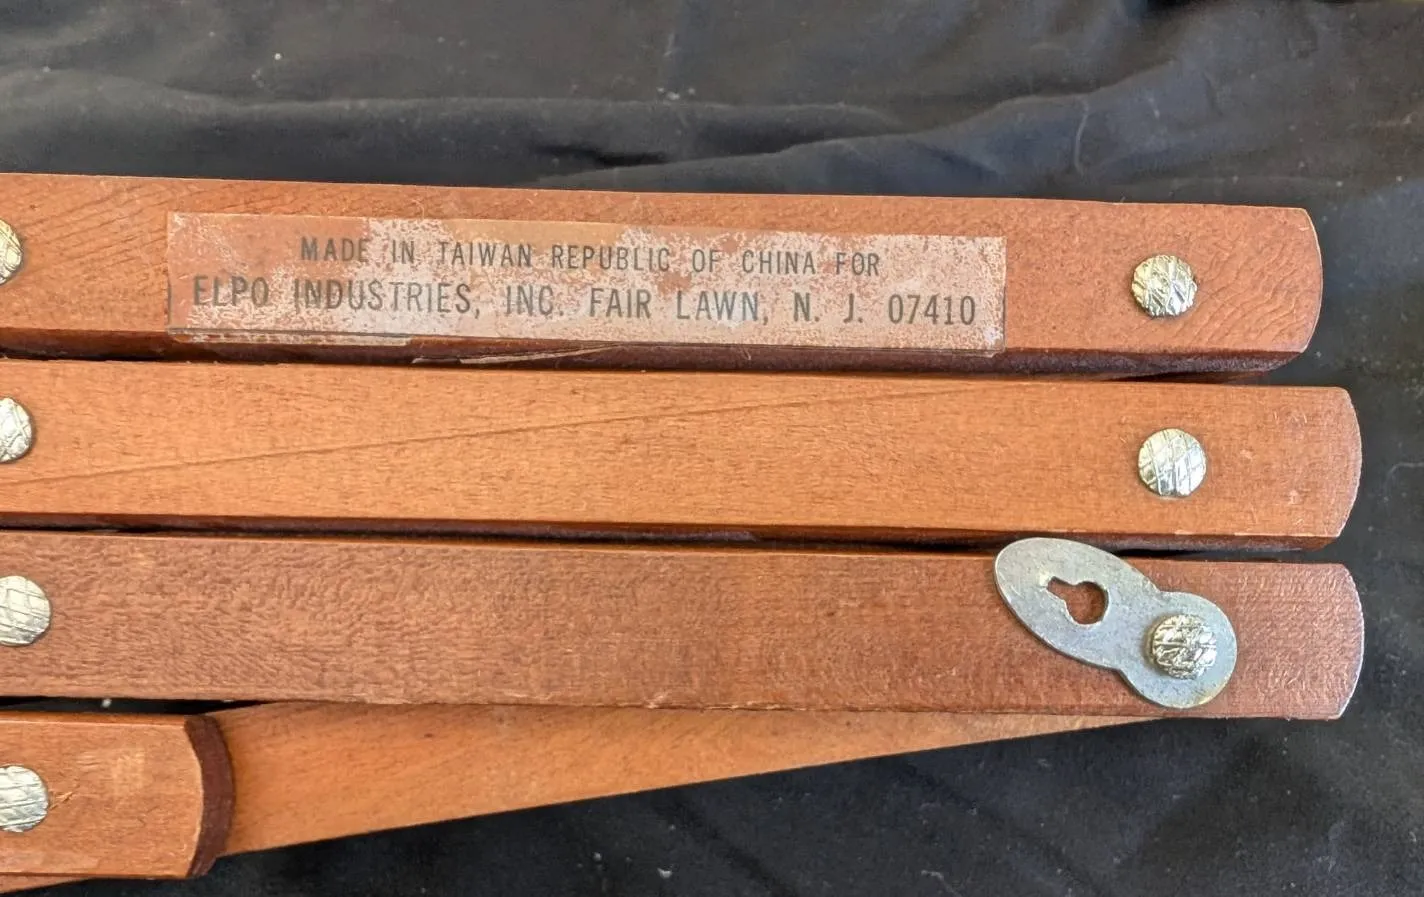 MADE IN TAIWAN REPUBLIC OF CHINA FOR
ELPO INDUSTRIES, INC. FAIR LAWN, N. J. 07410